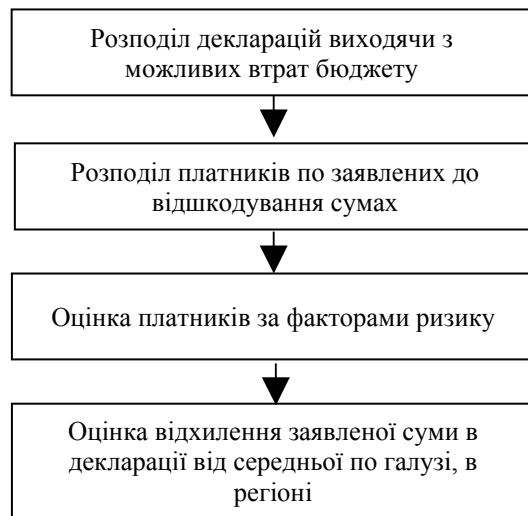 Розподіл декларацій виходячи з
можливих втрат бюджету
Розподіл платників по заявлених до
відшкодування сумах
Оцінка платників за факторами ризику
Оцінка відхилення заявленої суми в
декларації від середньої по галузі, в
регіоні